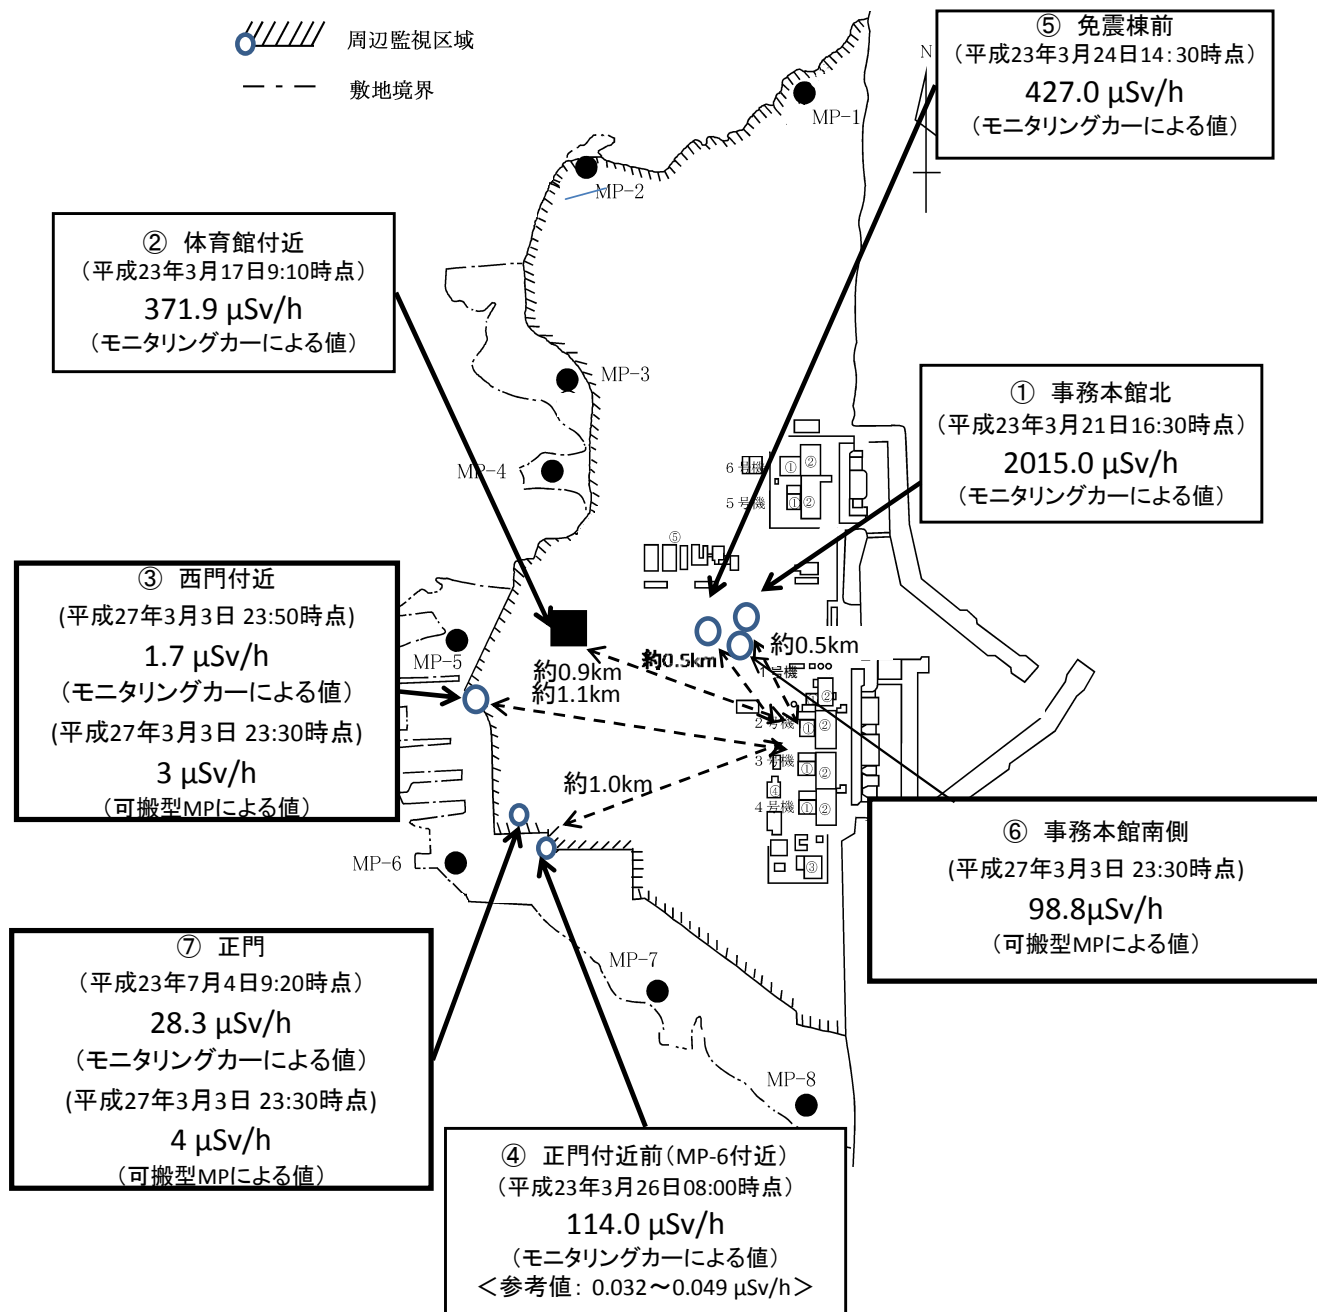 周辺監視区域
敷地境界
⑤ 免震棟前
（平成23年3月24日14：30時点）
427.0 μSv/h
（モニタリングカーによる値）
N
MP-1
MP-2
② 体育館付近
（平成23年3月17日9:10時点）
371.9 μSv/h
（モニタリングカーによる値）
MP-3
① 事務本館北
（平成23年3月21日16:30時点）
2015.0 μSv/h
（モニタリングカーによる値）
MP-4
6号機
①
②
5号機
①
②
⑤
③ 西門付近
(平成27年3月3日 23:50時点)
1.7 μSv/h
（モニタリングカーによる値）
(平成27年3月3日 23:30時点)
3 μSv/h
（可搬型MPによる値）
MP-5
約0.9km
約1.1km
約0.5km
約0.5km
1号機
②
2号機
①
②
3号機
①
②
約1.0km
④
4号機
①
②
③
MP-6
⑥ 事務本館南側
(平成27年3月3日 23:30時点)
98.8μSv/h
（可搬型MPによる値）
⑦ 正門
（平成23年7月4日9:20時点）
28.3 μSv/h
（モニタリングカーによる値）
(平成27年3月3日 23:30時点)
4 μSv/h
（可搬型MPによる値）
MP-7
MP-8
④ 正門付近前（MP-6付近）
（平成23年3月26日08:00時点）
114.0 μSv/h
（モニタリングカーによる値）
＜参考値： 0.032～0.049 μSv/h＞